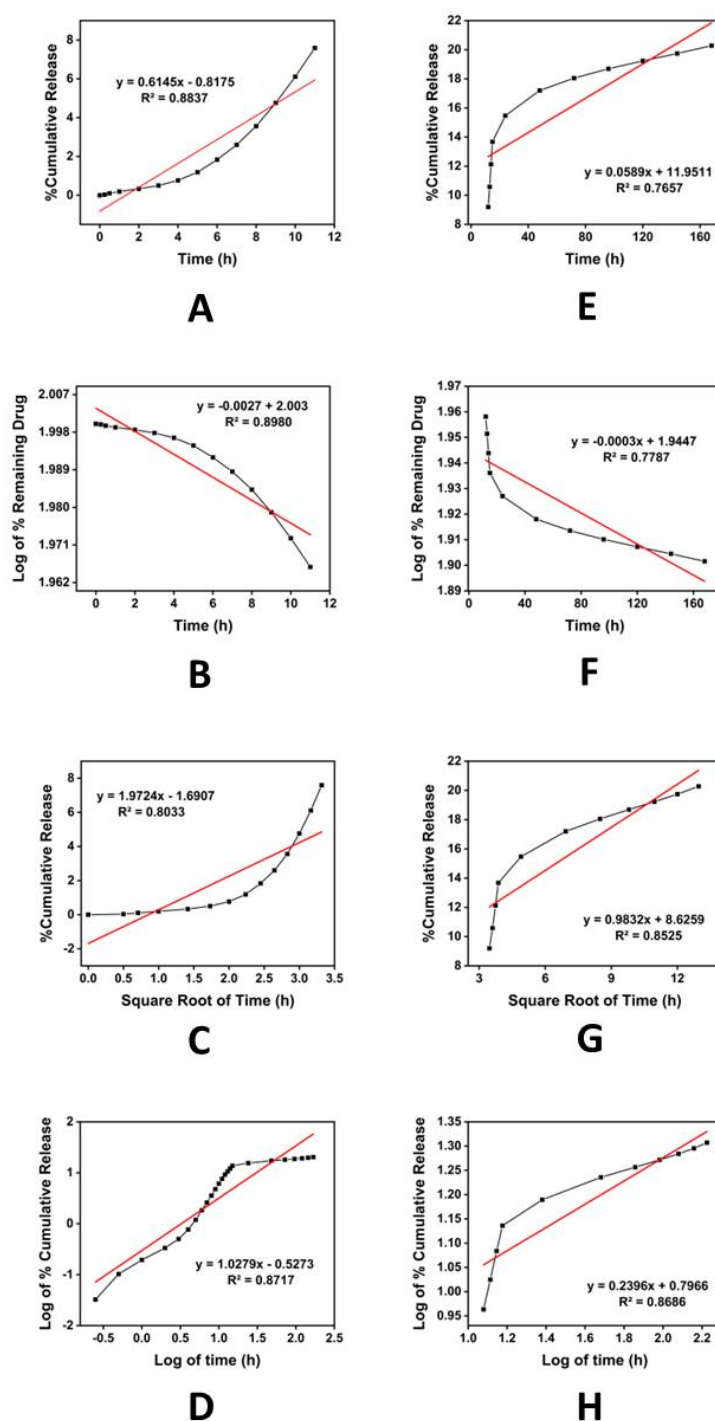 %Cumulative Release
8
6
4
2
0
y = 0.6145x - 0.8175
R² = 0.8837
0 2 4 6 8 10 12
Time (h)
A
%Cumulative Release
22
20
18
16
14
12
10
8
y = 0.0589x + 11.9511
R² = 0.7657
0 40 80 120 160
Time (h)
E
Log of % Remaining Drug
2.007
1.998
1.989
1.980
1.971
1.962
y = -0.0027 + 2.003
R² = 0.8980
0 2 4 6 8 10 12
Time (h)
B
Log of % Remaining Drug
1.97
1.96
1.95
1.94
1.93
1.92
1.91
1.90
1.89
y = -0.0003x + 1.9447
R² = 0.7787
0 40 80 120 160
Time (h)
F
%Cumulative Release
8
6
4
2
0
-2
y = 1.9724x - 1.6907
R² = 0.8033
0.0 0.5 1.0 1.5 2.0 2.5 3.0 3.5
Square Root of Time (h)
C
%Cumulative Release
22
20
18
16
14
12
10
8
y = 0.9832x + 8.6259
R² = 0.8525
3 6 9 12
Square Root of Time (h)
G
Log of % Cumulative Release
2
1
0
-1
-2
y = 1.0279x - 0.5273
R² = 0.8717
-0.5 0.0 0.5 1.0 1.5 2.0
Log of time (h)
D
Log of % Cumulative Release
1.35
1.30
1.25
1.20
1.15
1.10
1.05
1.00
0.95
y = 0.2396x + 0.7966
R² = 0.8686
1.0 1.2 1.4 1.6 1.8 2.0 2.2
Log of time (h)
H